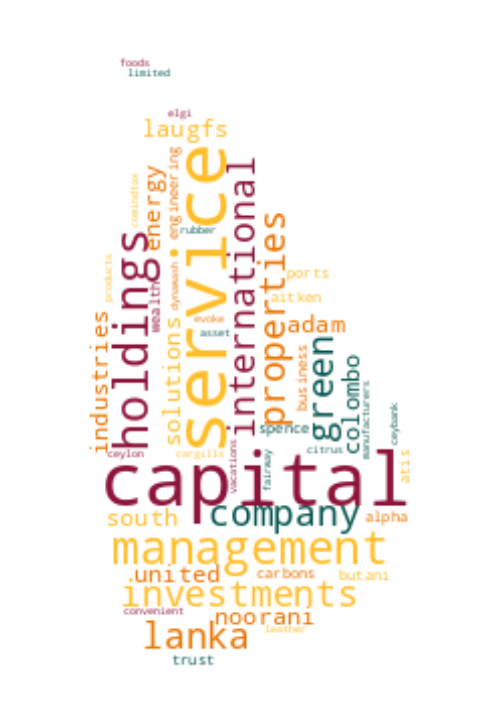 foods
limited
elgi
laugfs
service
international
engineering
energy
comindtax
holdings
wealth
rubber
properties
products
dynawash
ports
aitken
evoke
asset
adam
solutions
industries
green
business
colombo
manufacturers
ceybank
spence
citrus
ceylon
cargills
vacations
fairway
atis
capital
south
company
alpha
management
united
carbons
butani
investments
convenient
noorani
leather
lanka
trust